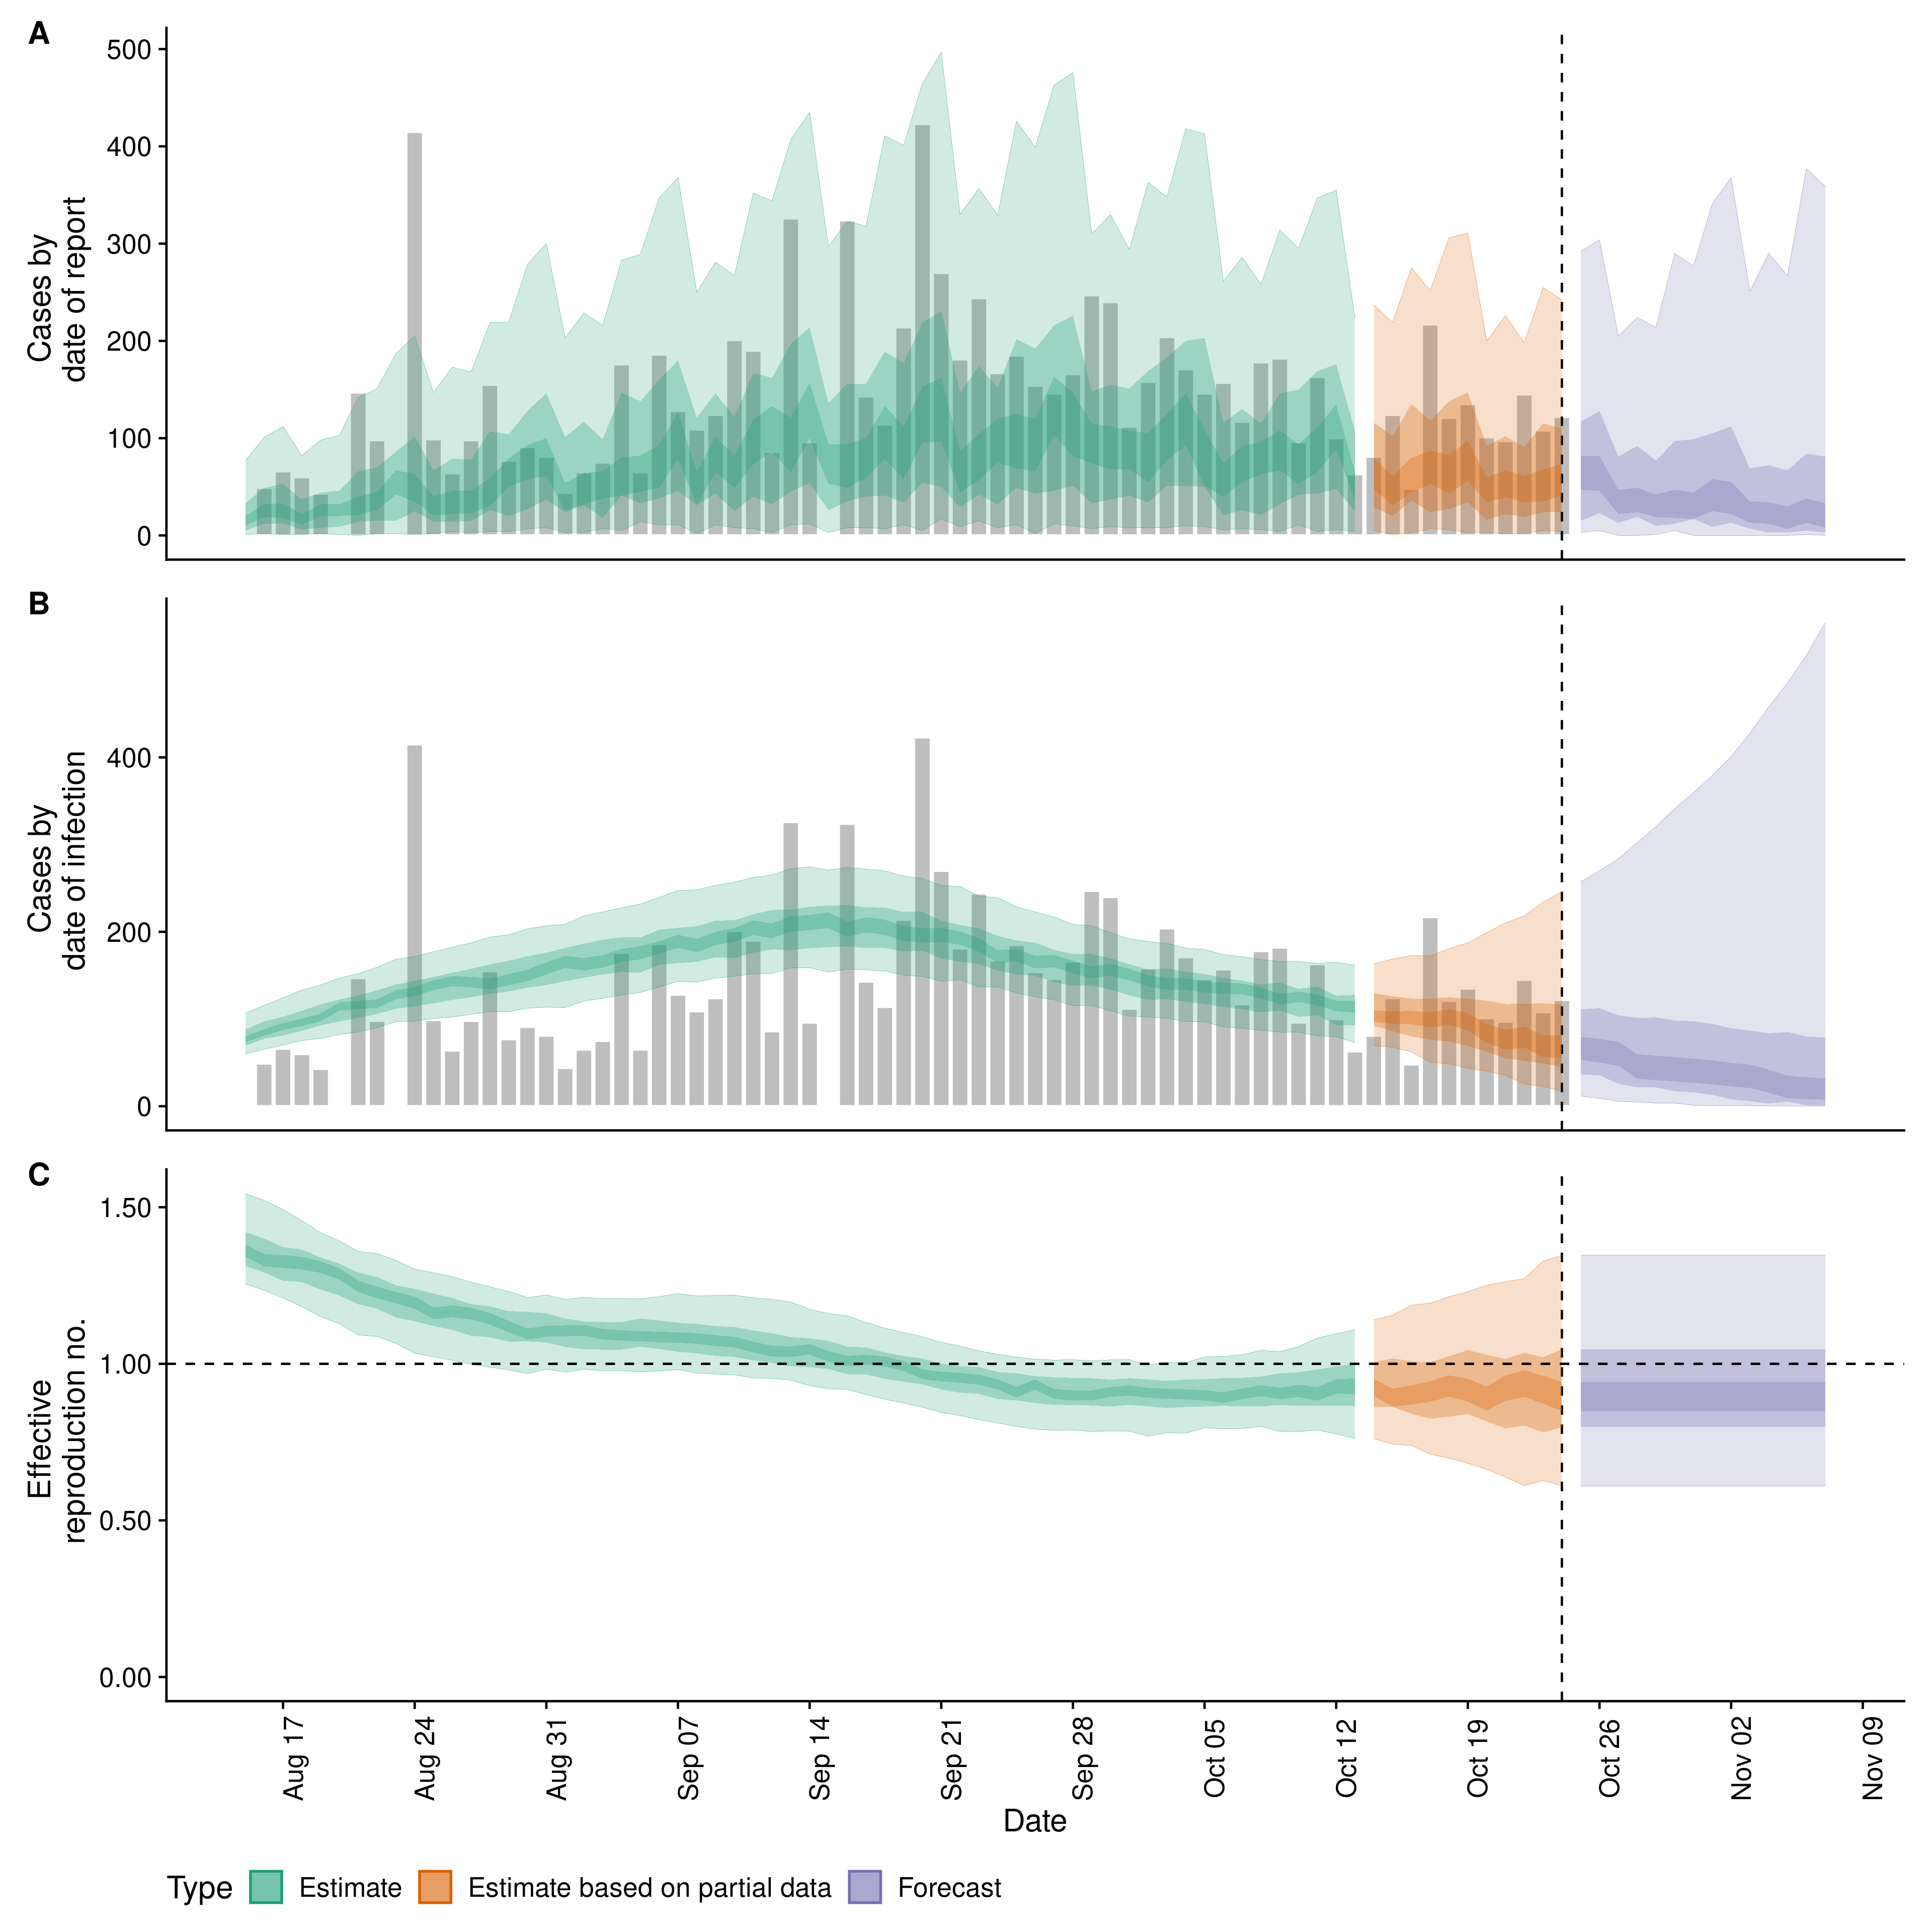 A
Cases by
date of report
500
400
300
200
100
0
B
Cases by
date of infection
400
200
0
C
Effective
reproduction no.
1.50
1.00
0.50
0.00
Aug 17
Aug 24
Aug 31
Sep 07
Sep 14
Sep 21
Sep 28
Oct 05
Oct 12
Oct 19
Oct 26
Nov 02
Nov 09
Date
Type Estimate Estimate based on partial data Forecast